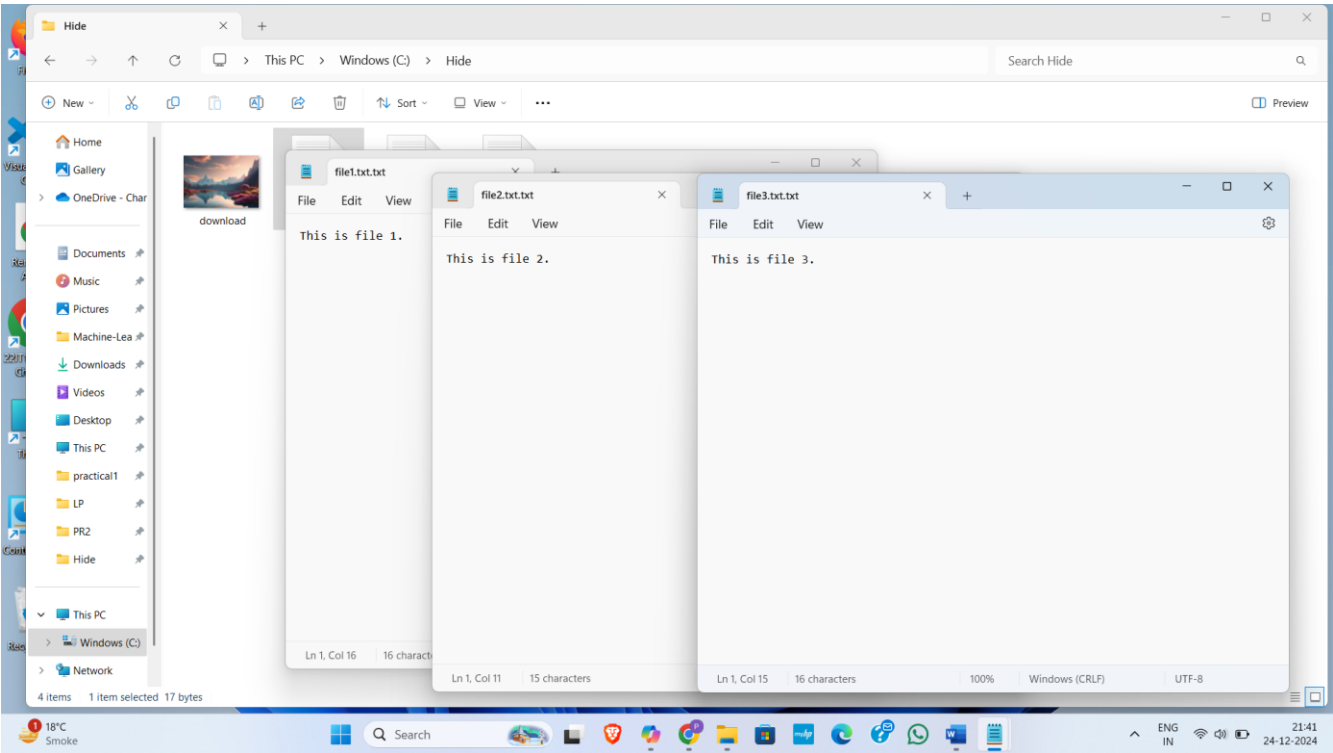 Hide
This PC > Windows (C:) > Hide
Search Hide
New
Sort
View
...
Preview
Home
Gallery
OneDrive - Char
Documents
Music
Pictures
Machine-Lea
Downloads
Videos
Desktop
This PC
practical1
LP
PR2
Hide
This PC
Windows (C:)
Network
4 items 1 item selected 17 bytes
download
file1.txt.txt
File Edit View
This is file 1.
Ln 1, Col 16 16 charact
file2.txt.txt
File Edit View
This is file 2.
Ln 1, Col 11 15 characters
file3.txt.txt
File Edit View
This is file 3.
Ln 1, Col 15 16 characters 100% Windows (CRLF) UTF-8
1
18°C
Smoke
Search
ENG
IN
21:41
24-12-2024